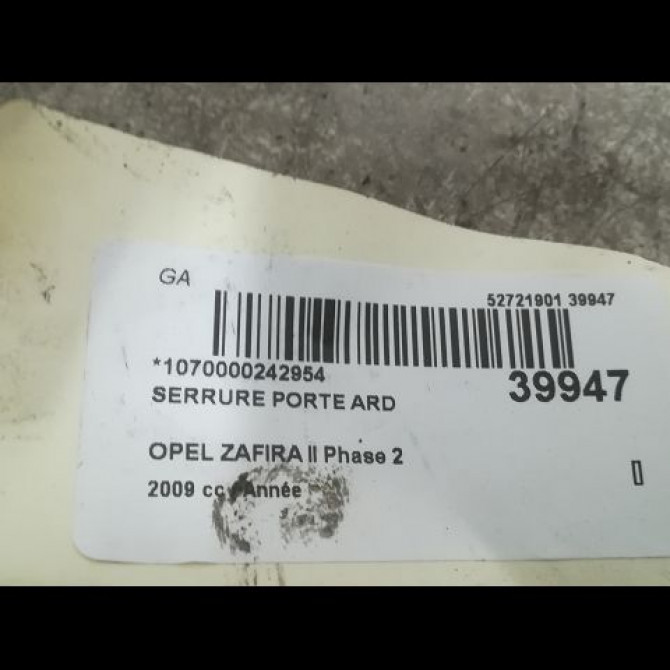 GA
52721901 39947
*1070000242954
39947
SERRURE PORTE ARD
OPEL ZAFIRA II Phase 2
2009 cc Année